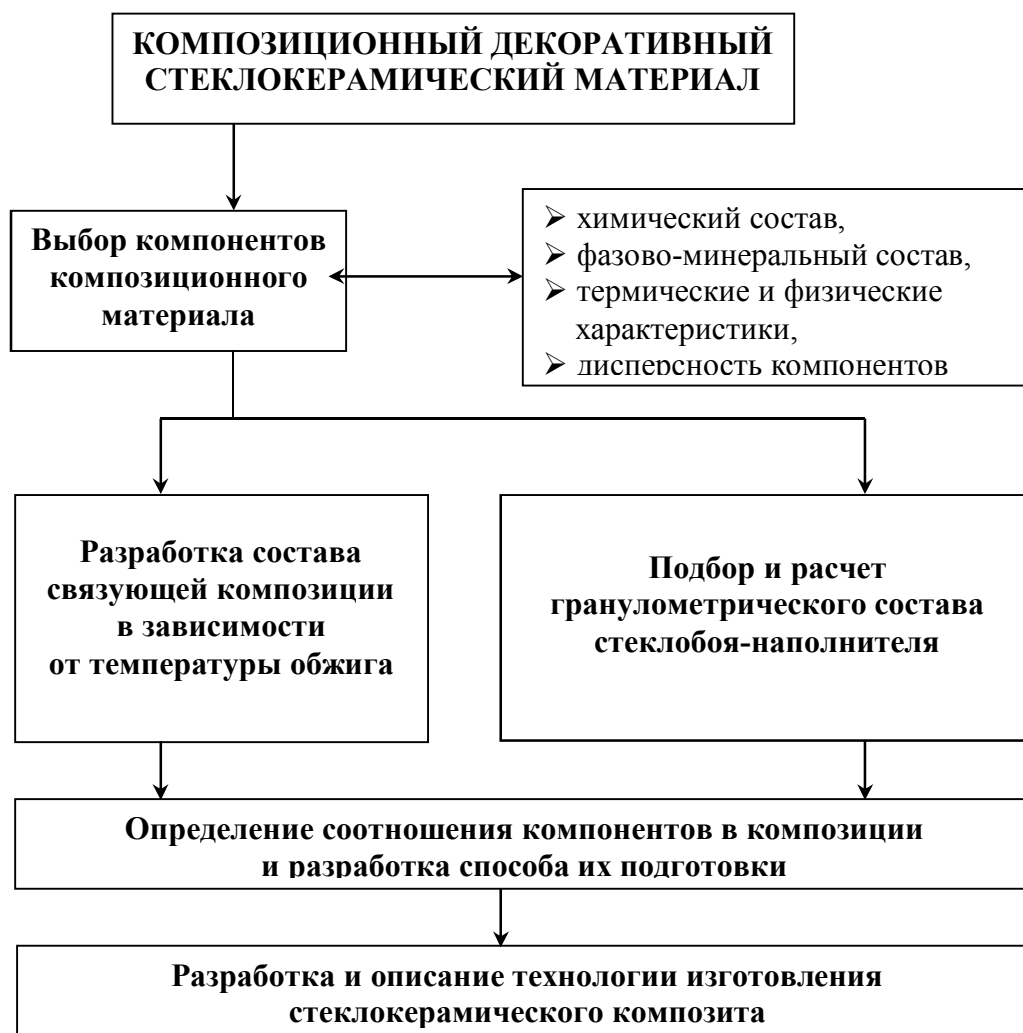 КОМПОЗИЦИОННЫЙ ДЕКОРАТИВНЫЙ
СТЕКЛОКЕРАМИЧЕСКИЙ МАТЕРИАЛ
Выбор компонентов
композиционного
материала
➢ химический состав,
➢ фазово-минеральный состав,
➢ термические и физические
характеристики,
➢ дисперсность компонентов
Разработка состава
связующей композиции
в зависимости
от температуры обжига
Подбор и расчет
гранулометрического состава
стеклобоя-наполнителя
Определение соотношения компонентов в композиции
и разработка способа их подготовки
Разработка и описание технологии изготовления
стеклокерамического композита